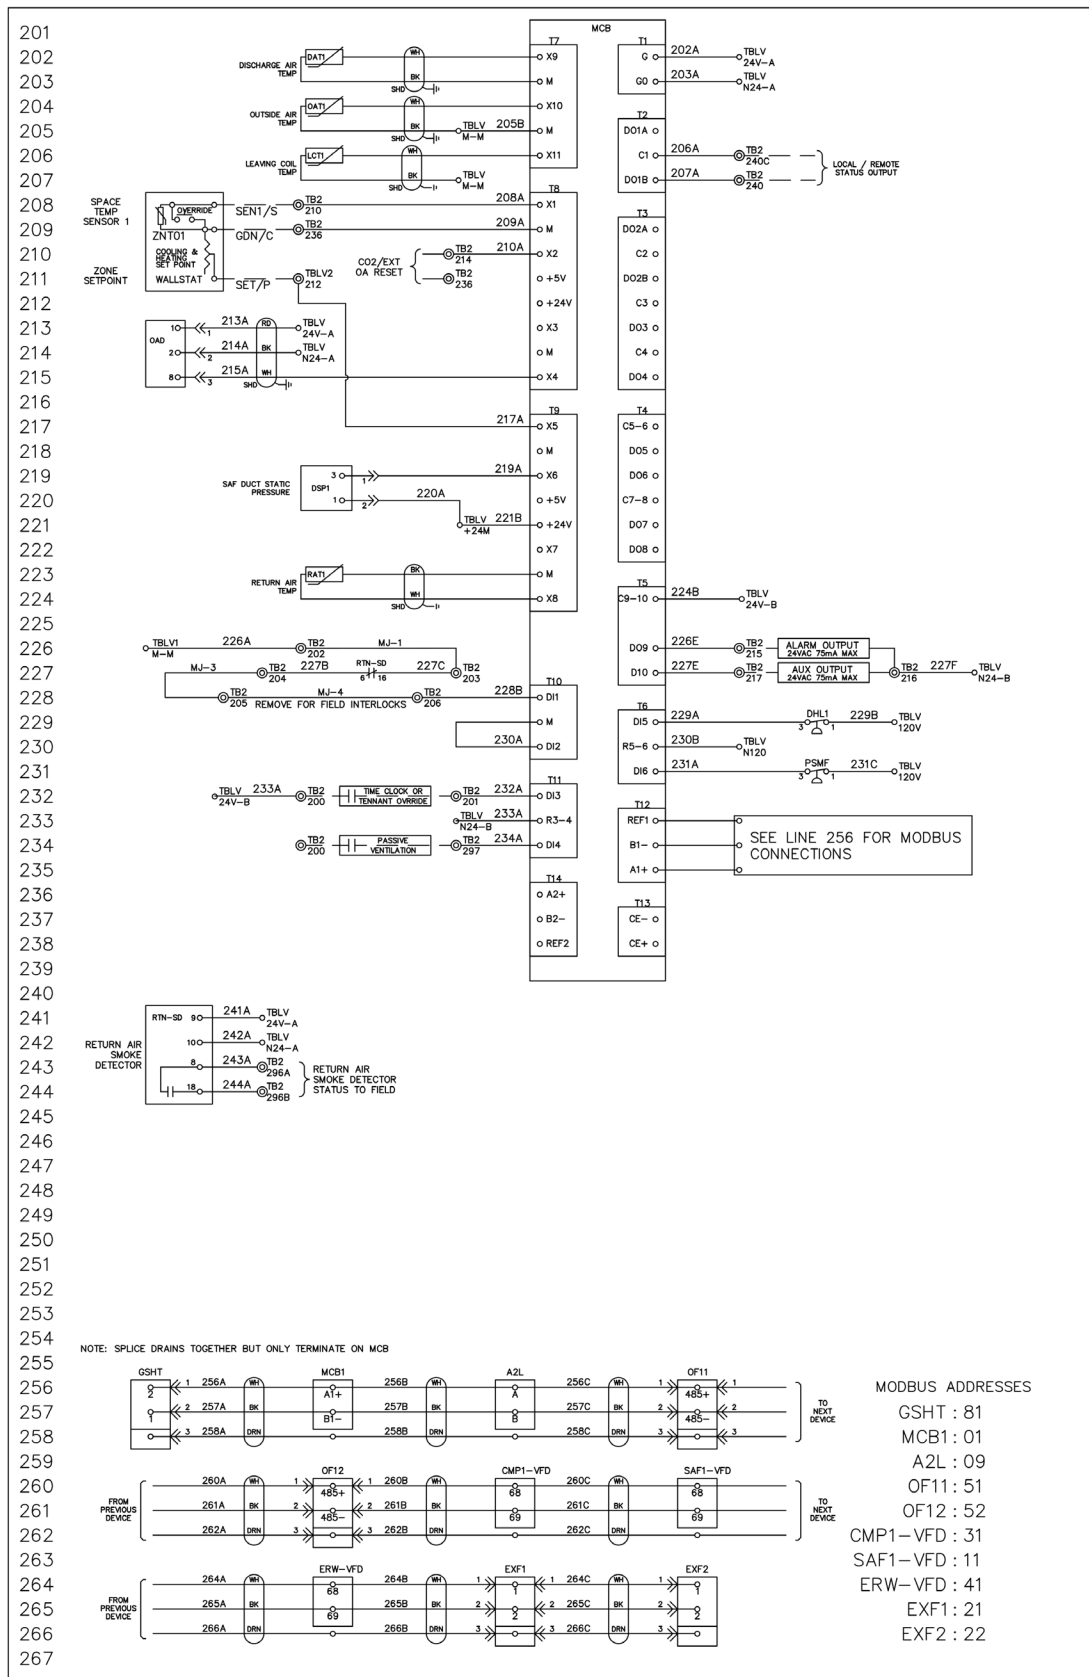 201
MCB
T7
T1
202
DAT1
WH
X9
G
202A
TBLV
24V-A
DISCHARGE AIR
TEMP
203
BK
SHD
M
G0
203A
TBLV
N24-A
204
OAT1
WH
X10
T2
OUTSIDE AIR
TEMP
205
BK
SHD
TBLV
M-M
205B
M
DO1A
206
LCT1
WH
X11
C1
206A
TB2
240C
LOCAL / REMOTE
STATUS OUTPUT
LEAVING COIL
TEMP
207
BK
SHD
TBLV
M-M
DO1B
207A
TB2
240
T8
208
SPACE
TEMP
SENSOR 1
OVERRIDE
SEN1/S
TB2
210
208A
X1
T3
209
ZNT01
GDN/C
TB2
236
209A
M
DO2A
210
COOLING &
HEATING
SET POINT
CO2/EXT
OA RESET
TB2
214
210A
X2
C2
211
ZONE
SETPOINT
WALLSTAT
SET/P
TBLV2
212
TB2
236
+5V
DO2B
212
+24V
C3
213
OAD
1
1
213A
RD
TBLV
24V-A
X3
DO3
214
2
2
214A
BK
TBLV
N24-A
M
C4
215
8
3
215A
WH
SHD
X4
DO4
216
T9
T4
217
217A
X5
C5-6
218
M
DO5
219
SAF DUCT STATIC
PRESSURE
DSP1
3
1
219A
X6
DO6
220
1
2
220A
+5V
C7-8
221
TBLV
+24M
221B
+24V
DO7
222
X7
DO8
223
RETURN AIR
TEMP
RAT1
BK
M
T5
224
WH
SHD
X8
C9-10
224B
TBLV
24V-B
225
226
TBLV1
M-M
226A
TB2
202
MJ-1
DO9
226E
TB2
215
ALARM OUTPUT
24VAC 75mA MAX
227
MJ-3
TB2
204
227B
RTN-SD
6
16
227C
TB2
203
D10
227E
TB2
217
AUX OUTPUT
24VAC 75mA MAX
TB2
216
227F
TBLV
N24-B
T10
228
TB2
205
MJ-4
REMOVE FOR FIELD INTERLOCKS
TB2
206
228B
DI1
T6
229
M
DI5
229A
3
DHL1
1
229B
TBLV
120V
230
230A
DI2
R5-6
230B
TBLV
N120
231
DI6
231A
3
PSMF
1
231C
TBLV
120V
T11
232
TBLV
24V-B
233A
TB2
200
TIME CLOCK OR
TENNANT OVRRIDE
TB2
201
232A
DI3
T12
233
TBLV
N24-B
233A
R3-4
REF1
234
TB2
200
PASSIVE
VENTILATION
TB2
297
234A
DI4
B1-
SEE LINE 256 FOR MODBUS
CONNECTIONS
235
A1+
T14
236
A2+
T13
237
B2-
CE-
238
REF2
CE+
239
240
241
RTN-SD
9
241A
TBLV
24V-A
242
RETURN AIR
SMOKE
DETECTOR
10
242A
TBLV
N24-A
243
8
243A
TB2
296A
RETURN AIR
SMOKE DETECTOR
STATUS TO FIELD
244
18
244A
TB2
296B
245
246
247
248
249
250
251
252
253
254
NOTE: SPLICE DRAINS TOGETHER BUT ONLY TERMINATE ON MCB
255
GSHT
MCB1
A2L
OF11
256
2
1
256A
WH
A1+
256B
WH
A
256C
WH
1
485+
1
MODBUS ADDRESSES
257
1
2
257A
BK
B1-
257B
BK
B
257C
BK
2
485-
2
TO
NEXT
DEVICE
GSHT : 81
258
3
258A
DRN
258B
DRN
258C
DRN
3
3
MCB1 : 01
259
A2L : 09
OF12
CMP1-VFD
SAF1-VFD
260
260A
WH
1
485+
1
260B
WH
68
260C
WH
68
OF11 : 51
261
FROM
PREVIOUS
DEVICE
261A
BK
2
485-
2
261B
BK
69
261C
BK
69
TO
NEXT
DEVICE
OF12 : 52
262
262A
DRN
3
3
262B
DRN
262C
DRN
CMP1-VFD : 31
263
SAF1-VFD : 11
ERW-VFD
EXF1
EXF2
264
264A
WH
68
264B
WH
1
1
1
264C
WH
1
1
ERW-VFD : 41
265
FROM
PREVIOUS
DEVICE
265A
BK
69
265B
BK
2
2
2
265C
BK
2
2
EXF1 : 21
266
266A
DRN
266B
DRN
3
3
266C
DRN
3
EXF2 : 22
267